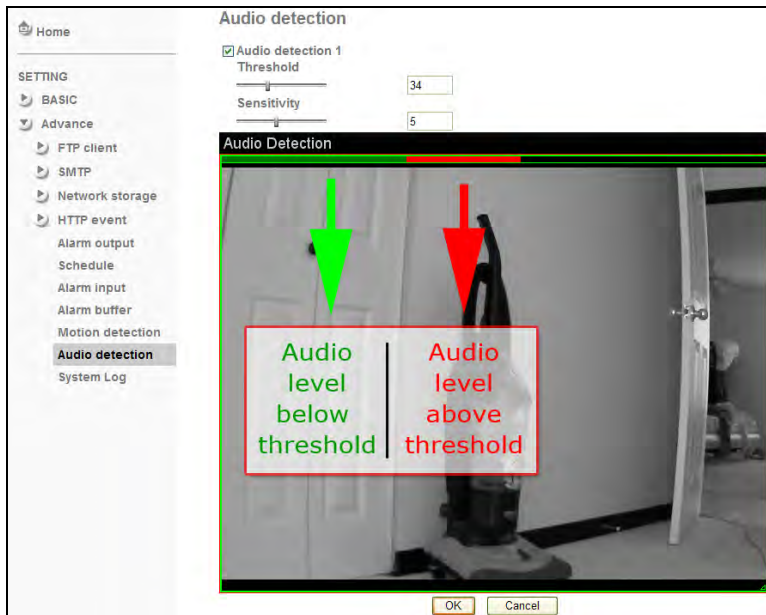 Home
SETTING
BASIC
Advance
FTP client
SMTP
Network storage
HTTP event
Alarm output
Schedule
Alarm input
Alarm buffer
Motion detection
Audio detection
System Log
Audio detection
Audio detection 1
Threshold
34
Sensitivity
5
Audio Detection
Audio
level
below
threshold
Audio
level
above
threshold
OK
Cancel